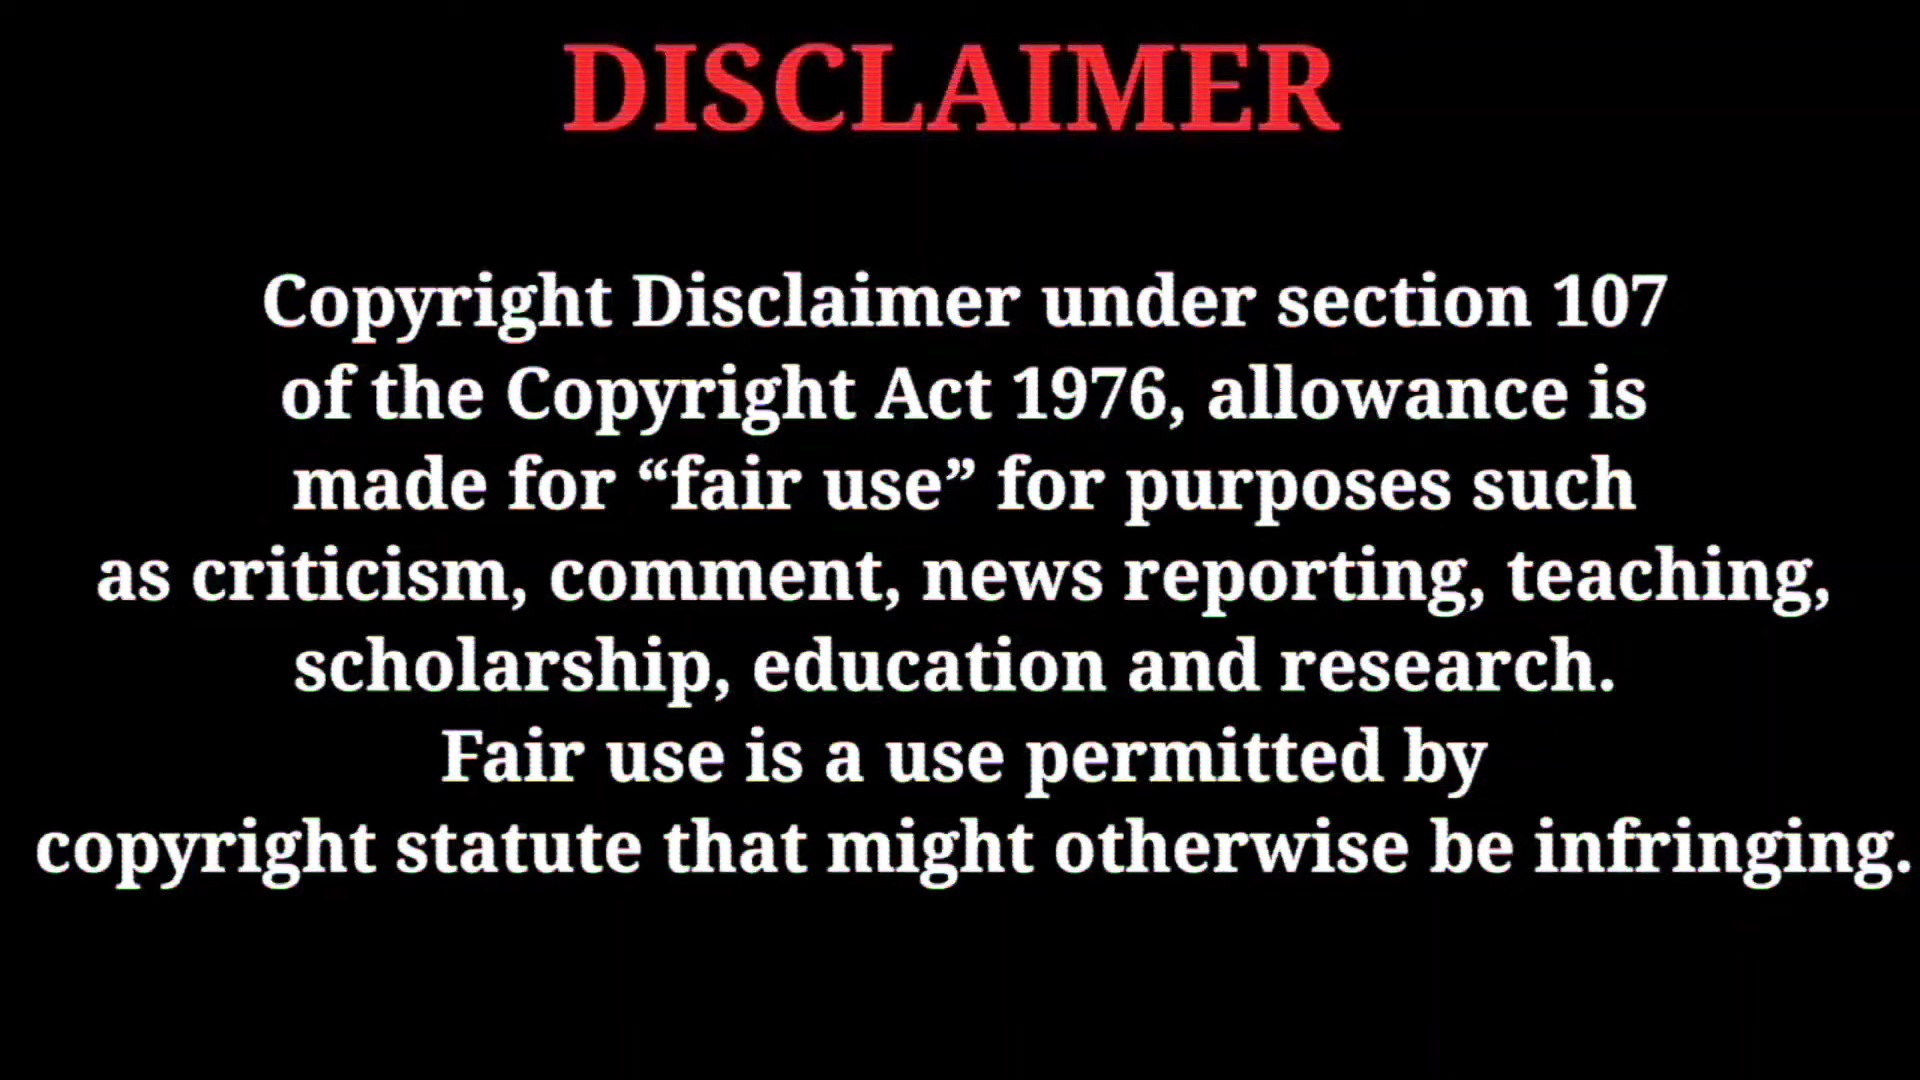 DISCLAIMER
Copyright Disclaimer under section 107
of the Copyright Act 1976, allowance is
made for “fair use” for purposes such
as criticism, comment, news reporting, teaching,
scholarship, education and research.
Fair use is a use permitted by
copyright statute that might otherwise be infringing.